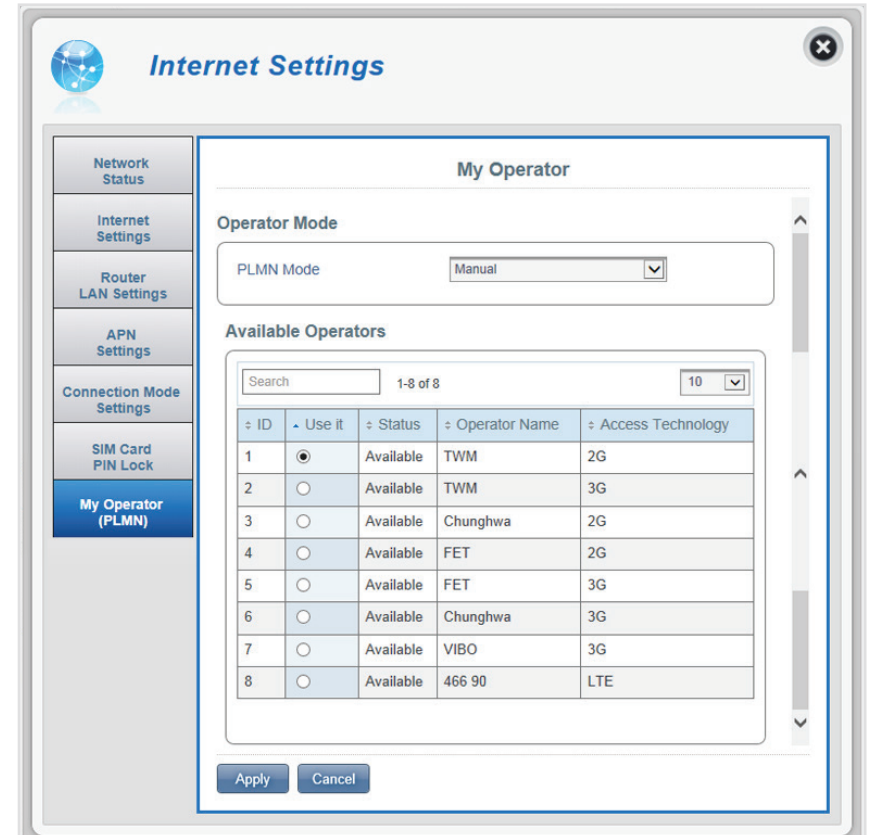 Internet Settings
Network
Status
Internet
Settings
Router
LAN Settings
APN
Settings
Connection Mode
Settings
SIM Card
PIN Lock
My Operator
(PLMN)
My Operator
Operator Mode
PLMN Mode Manual
Available Operators
Search 1-8 of 8 10
ID Use it Status Operator Name Access Technology
1 Available TWM 2G
2 Available TWM 3G
3 Available Chunghwa 2G
4 Available FET 2G
5 Available FET 3G
6 Available Chunghwa 3G
7 Available VIBO 3G
8 Available 466 90 LTE
Apply Cancel